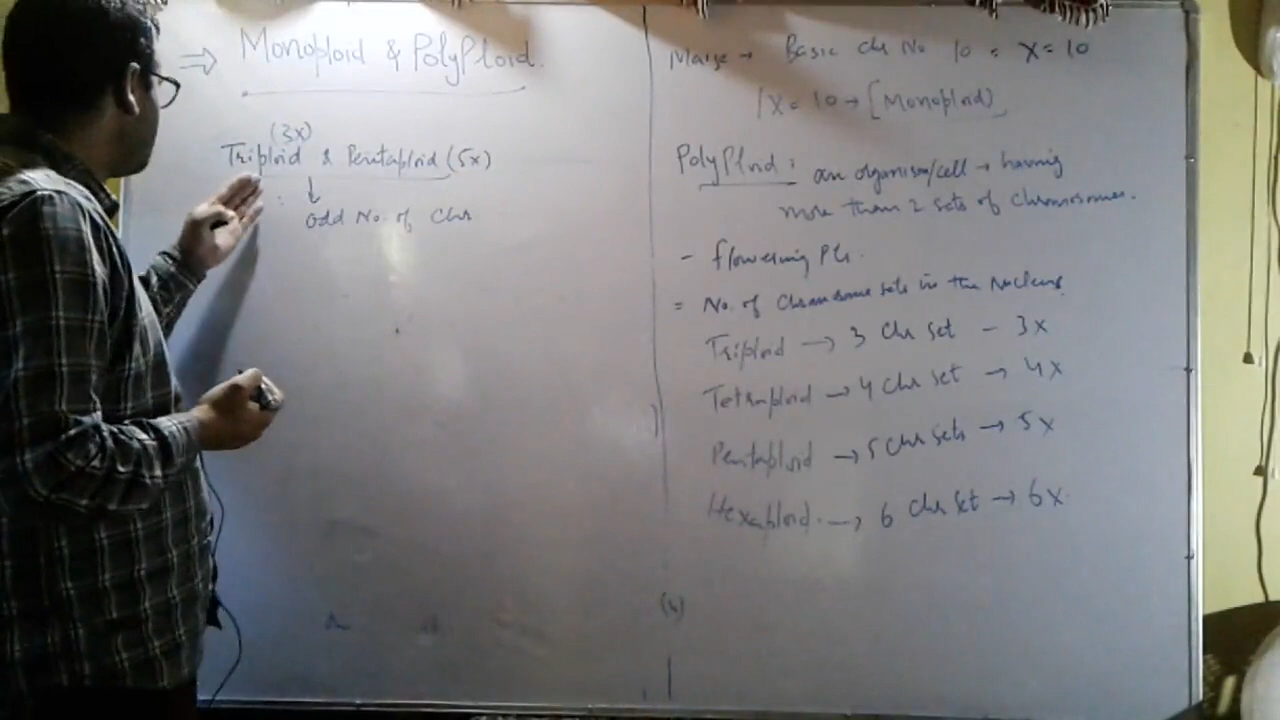 ⇒ Monoploid & PolyPloid.
(3x)
Triploid & Pentaploid (5x)
↓
Odd No. of Chr
Maize → Basic Chr No 10 = x = 10
1x = 10 → [Monoploid)
PolyPloid: an organism/cell → having
more than 2 sets of chromosomes.
- flowering Pls.
= No. of Chromosome sets in the Nucleus
Triploid → 3 Chr set - 3x
Tetraploid → 4 chr set → 4x
Pentaploid → 5 chr sets → 5x
Hexaploid. → 6 chr set → 6x.